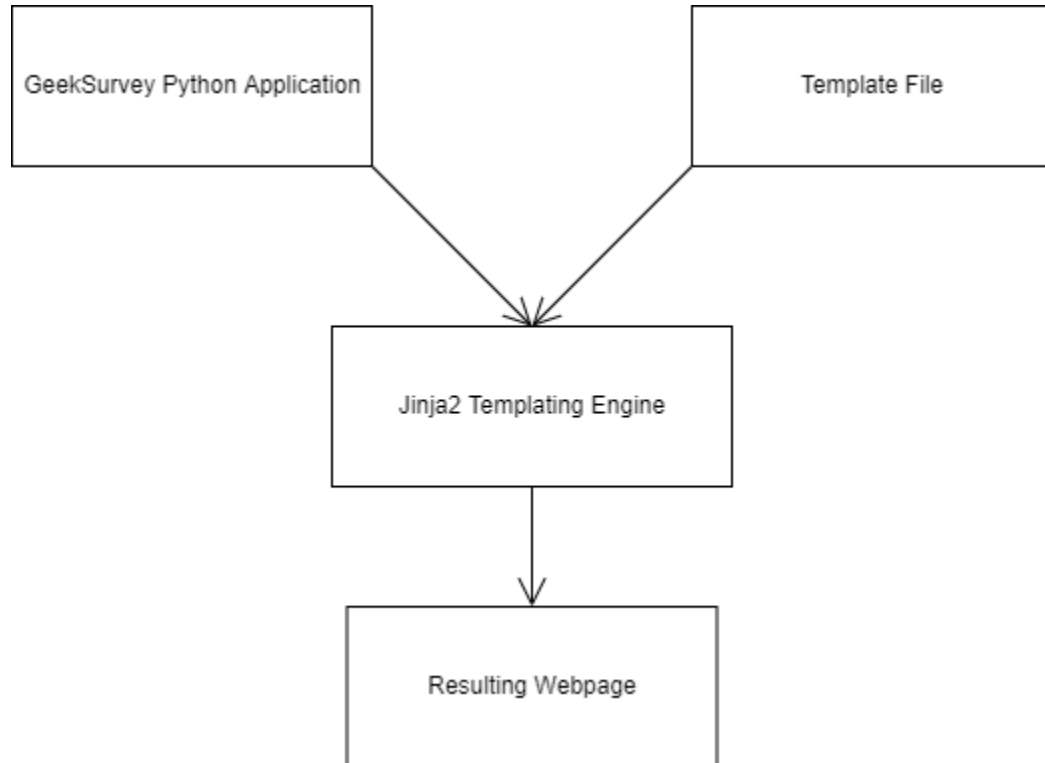 GeekSurvey Python Application
Template File
Jinja2 Templating Engine
Resulting Webpage